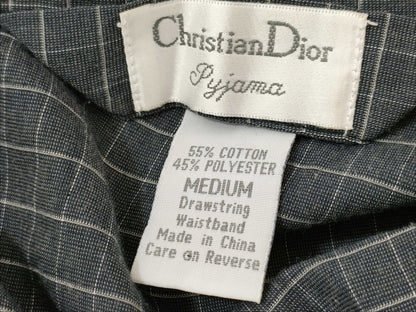 Christian Dior
Pyjama
55% COTTON
45% POLYESTER
MEDIUM
Drawstring
Waistband
Made in China
Care on Reverse